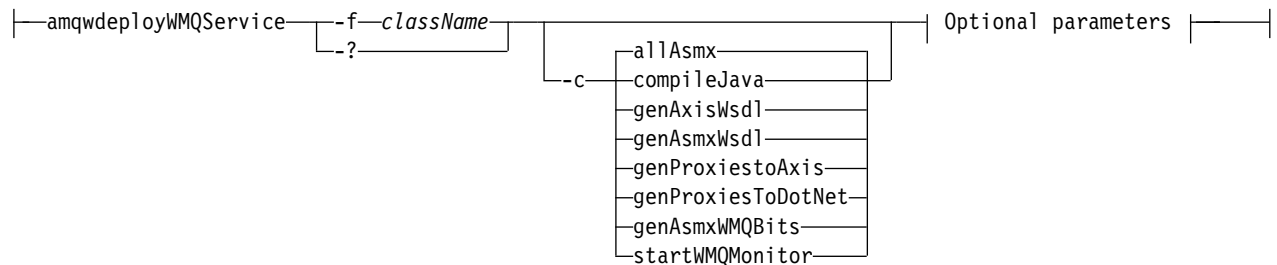 amqwdeployWMQService -f className Optional parameters
-?
allAsmx
-c compileJava
genAxisWsdl
genAsmxWsdl
genProxiestoAxis
genProxiesToDotNet
genAsmxWMQBits
startWMQMonitor